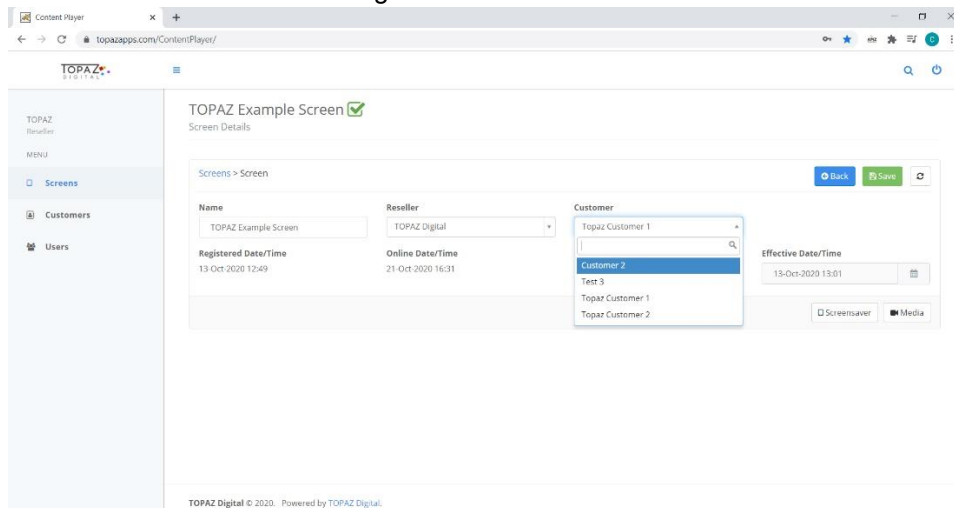 Content Player
topazapps.com/ContentPlayer/
TOPAZ
DIGITAL
TOPAZ
Reseller
MENU
Screens
Customers
Users
TOPAZ Example Screen
Screen Details
Screens > Screen
Back
Save
Name
Reseller
Customer
TOPAZ Example Screen
TOPAZ Digital
Topaz Customer 1
Registered Date/Time
Online Date/Time
Effective Date/Time
13-Oct-2020 12:49
21-Oct-2020 16:31
13-Oct-2020 13:01
Customer 2
Test 3
Topaz Customer 1
Topaz Customer 2
Screensaver
Media
TOPAZ Digital © 2020. Powered by TOPAZ Digital.